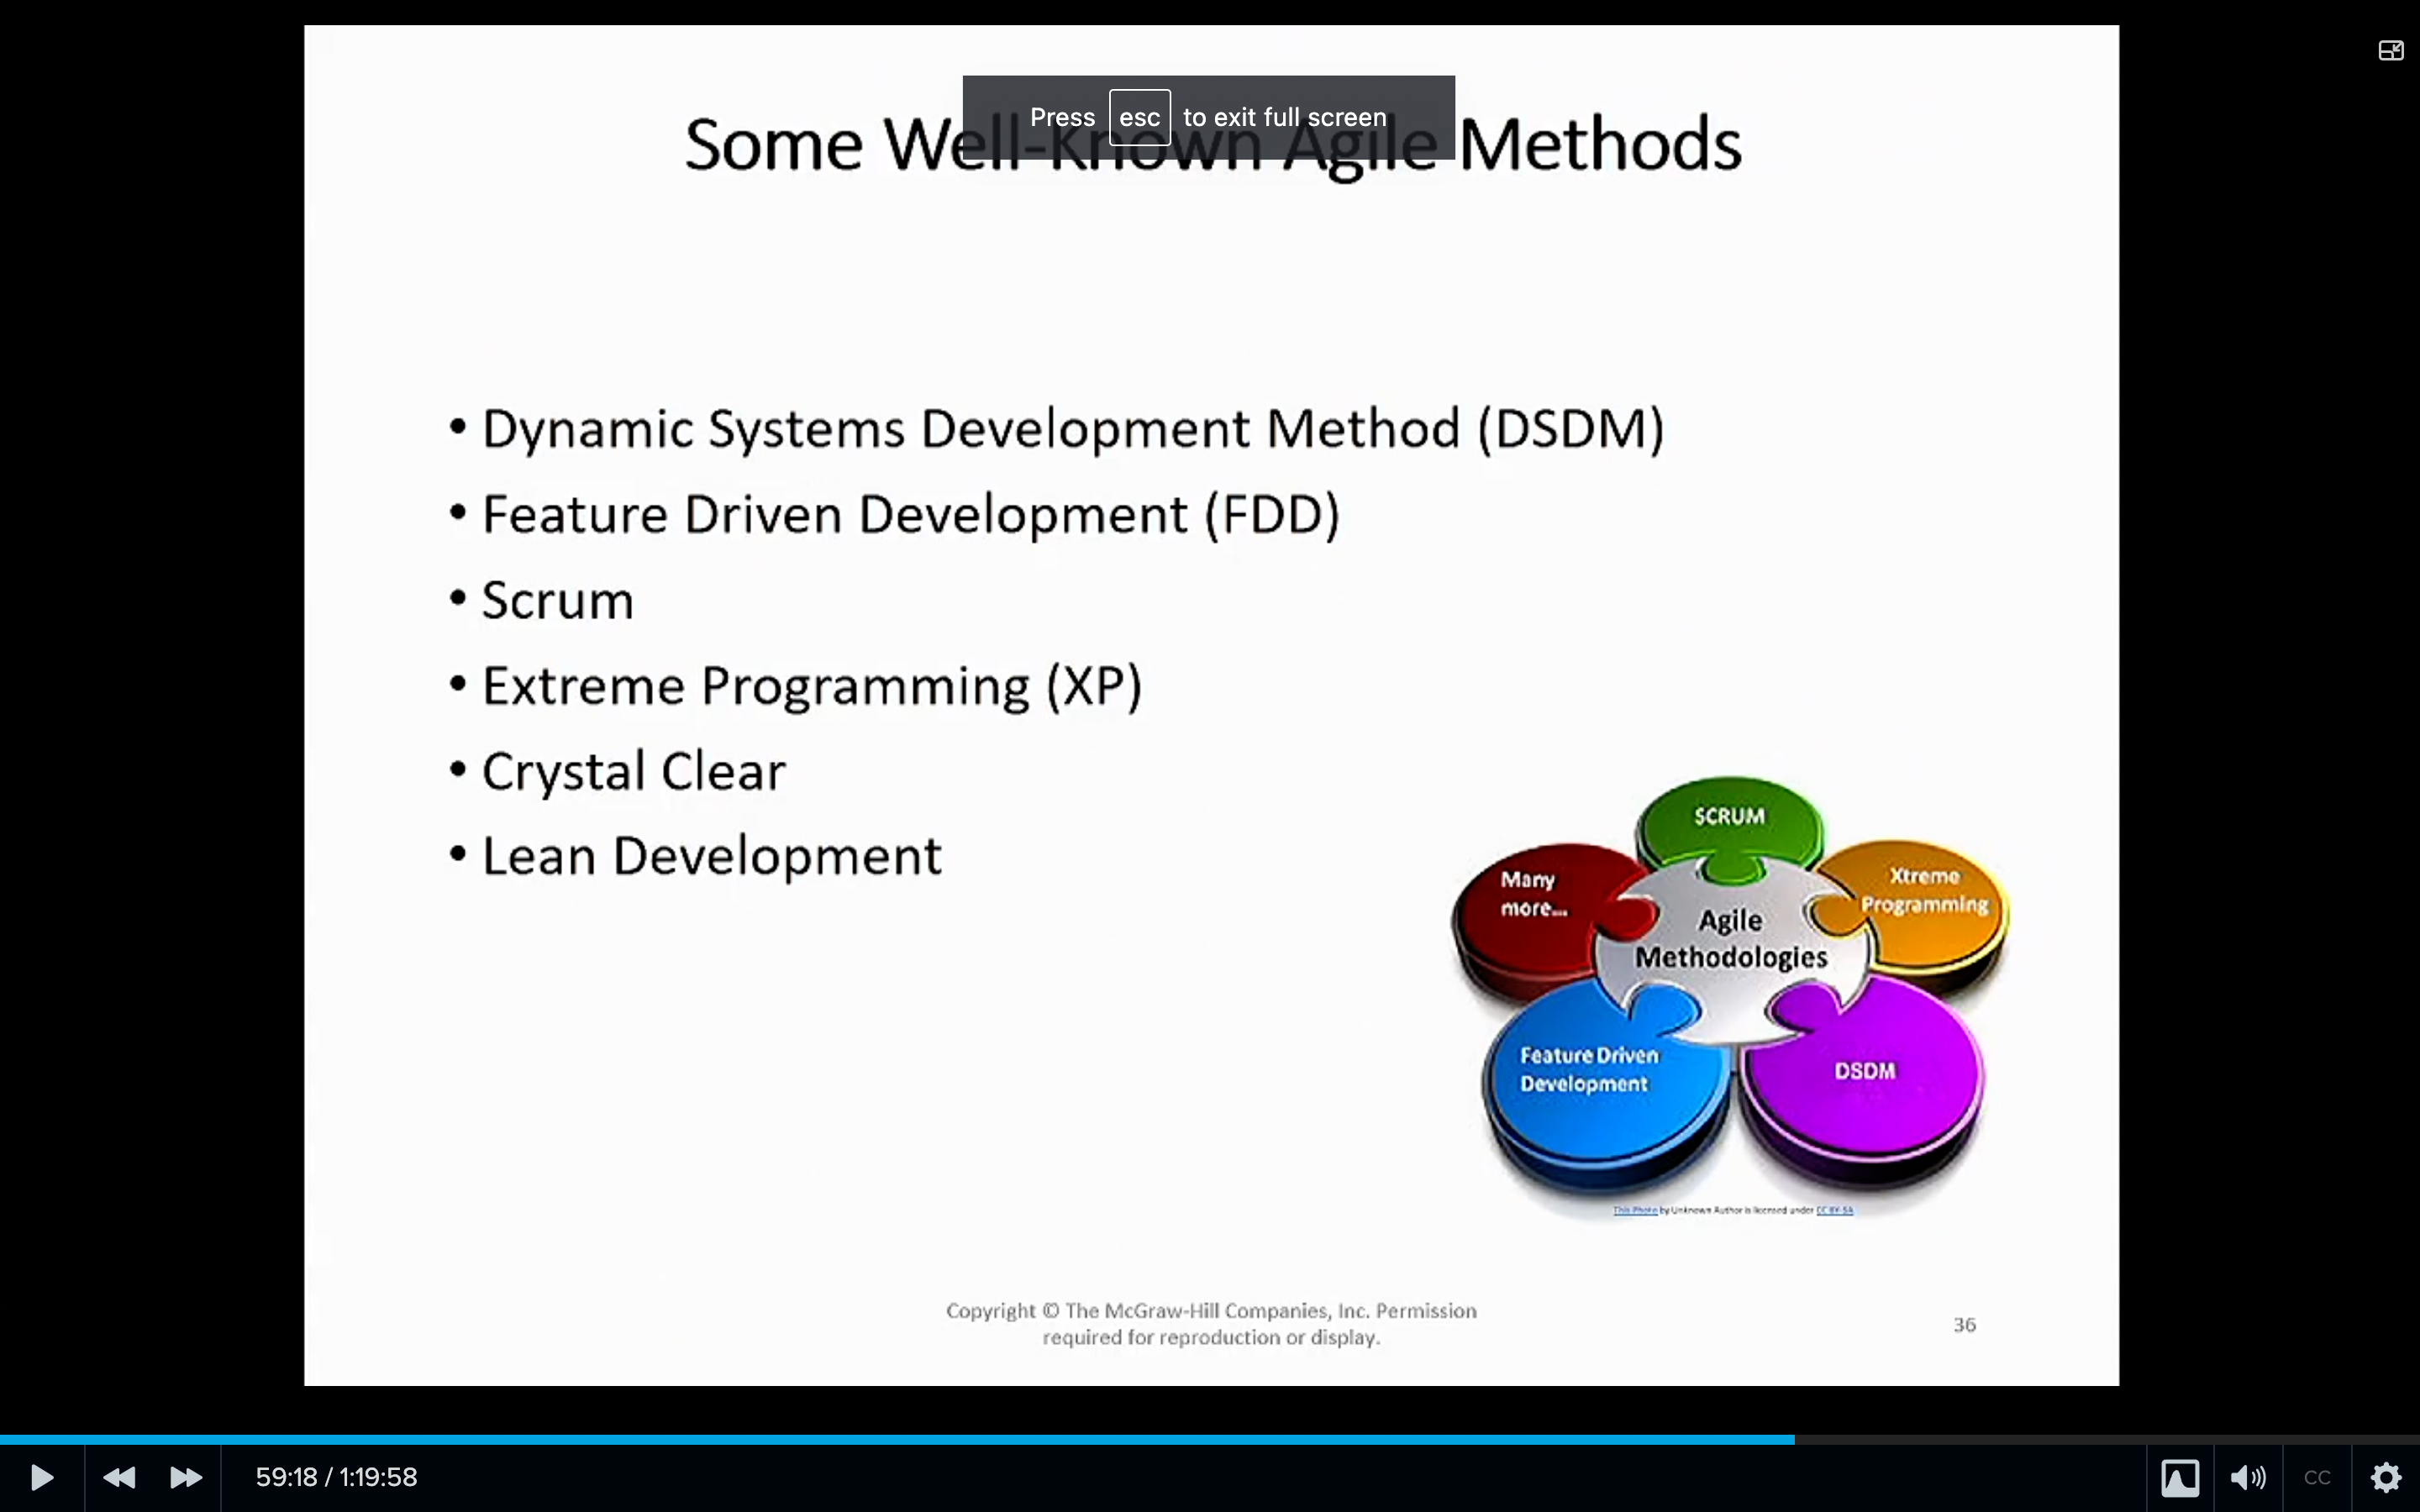 Press esc to exit full screen
Some Well-Known Agile Methods
• Dynamic Systems Development Method (DSDM)
• Feature Driven Development (FDD)
• Scrum
• Extreme Programming (XP)
• Crystal Clear
• Lean Development
SCRUM
Many
more...
Xtreme
Programming
Agile
Methodologies
Feature Driven
Development
DSDM
This Photo by Unknown Author is licensed under CC BY-SA
Copyright © The McGraw-Hill Companies, Inc. Permission
required for reproduction or display.
36
59:18 / 1:19:58
CC